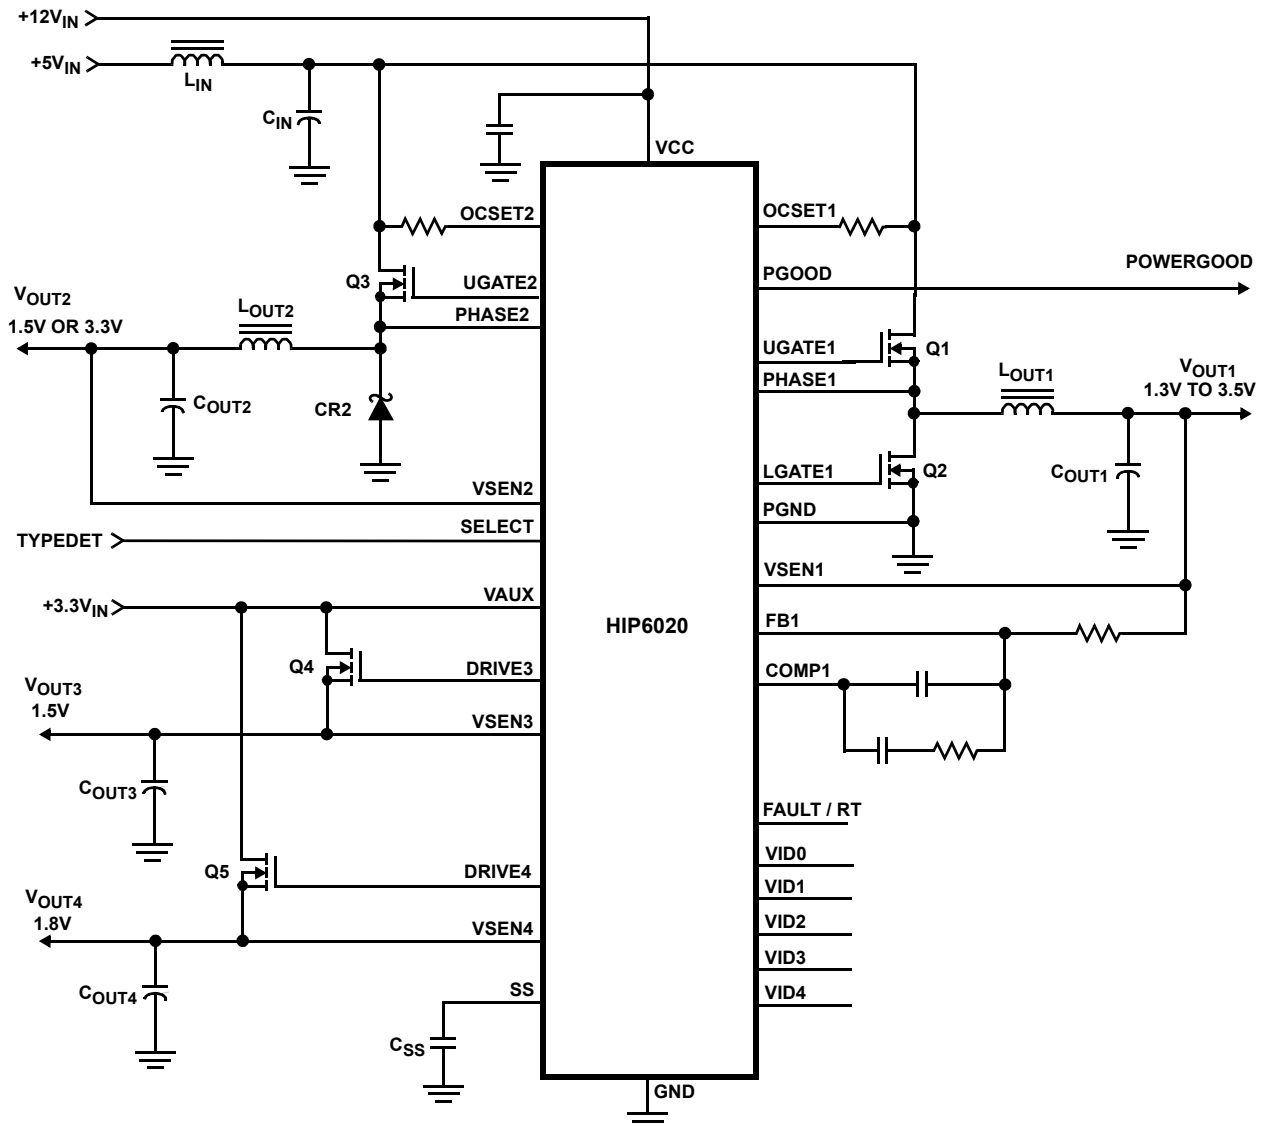 +12VIN
+5VIN
LIN
CIN
VCC
OCSET2
OCSET1
PGOOD
POWERGOOD
Q3
UGATE2
VOUT2
1.5V OR 3.3V
LOUT2
PHASE2
UGATE1
Q1
PHASE1
LOUT1
VOUT1
1.3V TO 3.5V
COUT2
CR2
LGATE1
Q2
COUT1
VSEN2
PGND
SELECT
TYPEDET
VSEN1
+3.3VIN
VAUX
HIP6020
FB1
Q4
DRIVE3
COMP1
VOUT3
1.5V
VSEN3
COUT3
FAULT / RT
VID0
Q5
DRIVE4
VID1
VOUT4
1.8V
VSEN4
VID2
VID3
COUT4
SS
VID4
CSS
GND